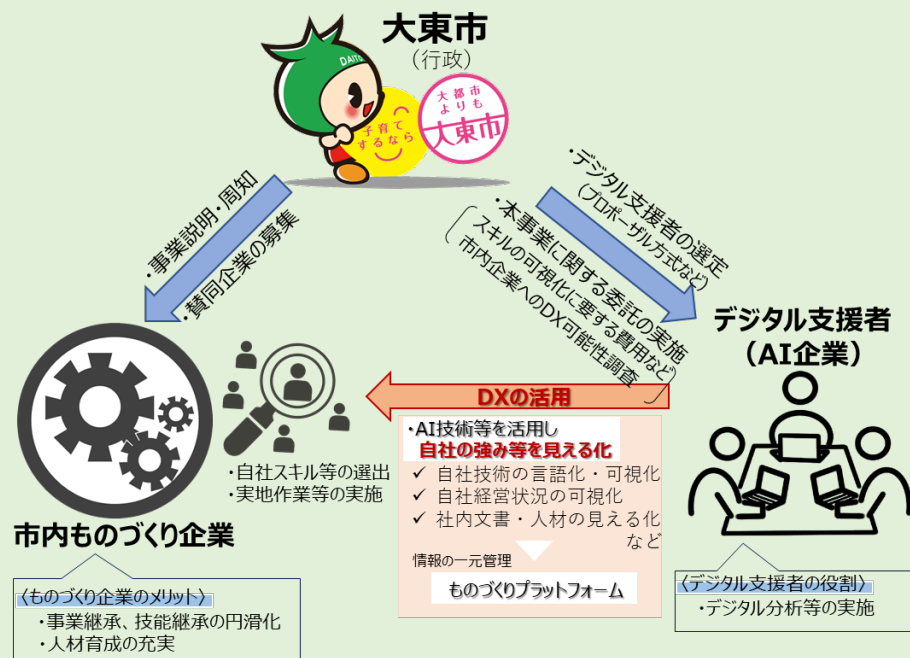 大東市
（行政）
DAITO
子育て
するなら
大都市
よりも
大東市
・事業説明・周知
・賛同企業の募集
・デジタル支援者の選定
（プロポーザル方式など）
・本事業に関する委託の実施
スキルの可視化に要する費用など
市内企業へのDX可能性調査
デジタル支援者
（AI企業）
DXの活用
・AI技術等を活用し
自社の強み等を見える化
✓ 自社技術の言語化・可視化
✓ 自社経営状況の可視化
✓ 社内文書・人材の見える化
など
情報の一元管理
ものづくりプラットフォーム
・自社スキル等の選出
・実地作業等の実施
市内ものづくり企業
〈ものづくり企業のメリット〉
・事業継承、技能継承の円滑化
・人材育成の充実
〈デジタル支援者の役割〉
・デジタル分析等の実施